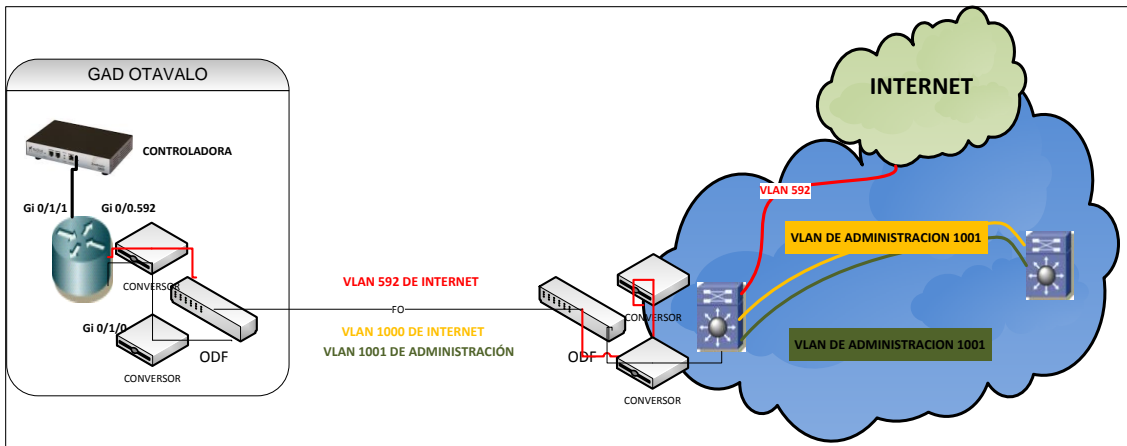 GAD OTAVALO
INTERNET
CONTROLADORA
VLAN 592
Gi 0/1/1
Gi 0/0.592
VLAN DE ADMINISTRACION 1001
CONVERSOR
VLAN 592 DE INTERNET
FO
CONVERSOR
Gi 0/1/0
VLAN 1000 DE INTERNET
VLAN 1001 DE ADMINISTRACIÓN
VLAN DE ADMINISTRACION 1001
ODF
ODF
CONVERSOR
CONVERSOR